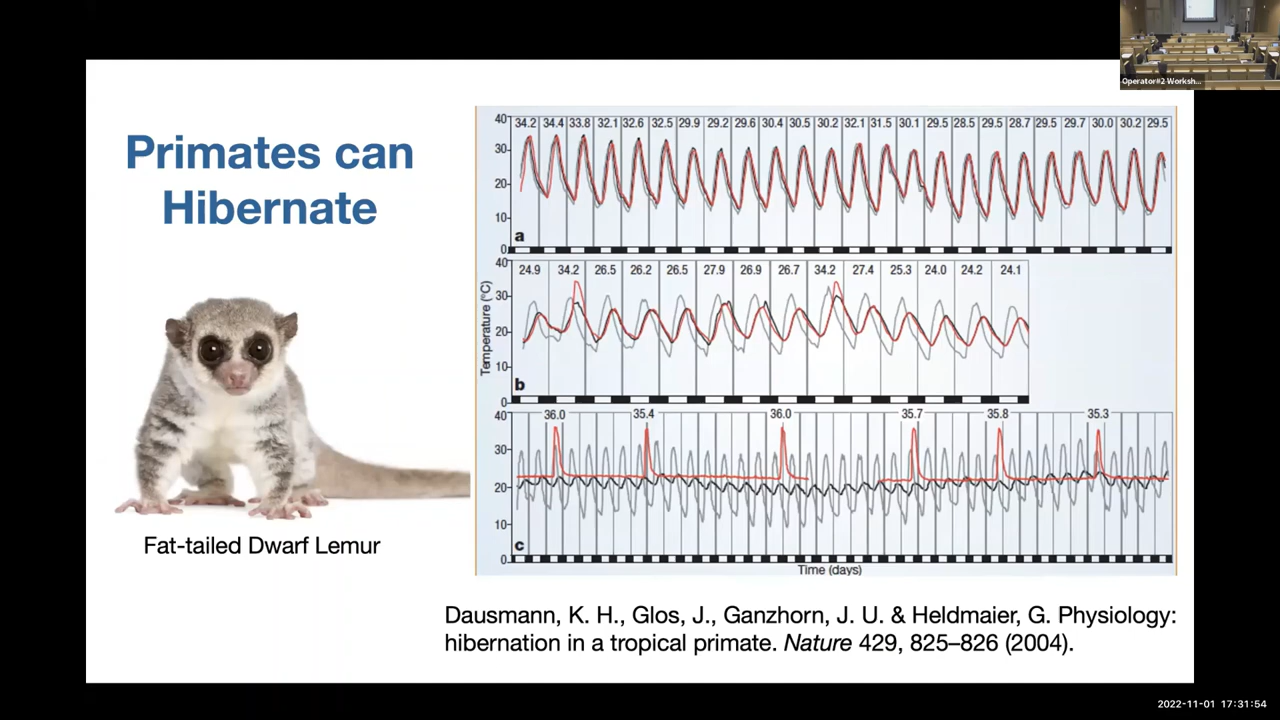 Operator#2 Worksh...
Primates can
Hibernate
Fat-tailed Dwarf Lemur
40 34.2 34.4 33.8 32.1 32.6 32.5 29.9 29.2 29.6 30.4 30.5 30.2 32.1 31.5 30.1 29.5 28.5 29.5 28.7 29.5 29.7 30.0 30.2 29.5
30
20
10
a
0
40
24.9 34.2 26.5 26.2 26.5 27.9 26.9 26.7 34.2 27.4 25.3 24.0 24.2 24.1
30
20
10
b
0
Temperature (°C)
40 36.0 35.4 36.0 35.7 35.8 35.3
30
20
10
c
0
Time (days)
Dausmann, K. H., Glos, J., Ganzhorn, J. U. & Heldmaier, G. Physiology:
hibernation in a tropical primate. Nature 429, 825–826 (2004).
2022-11-01 17:31:54